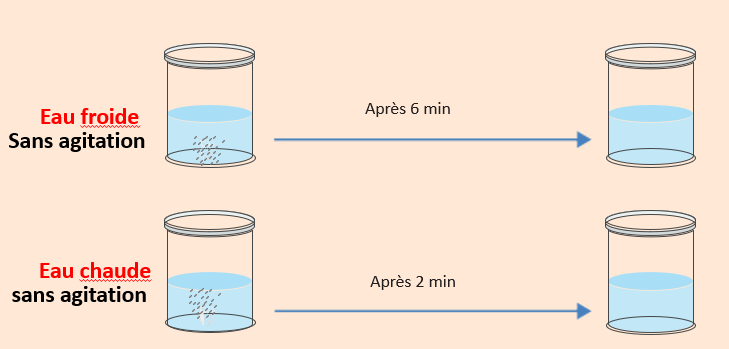 Après 6 min
Eau froide
Sans agitation
Eau chaude
sans agitation
Après 2 min